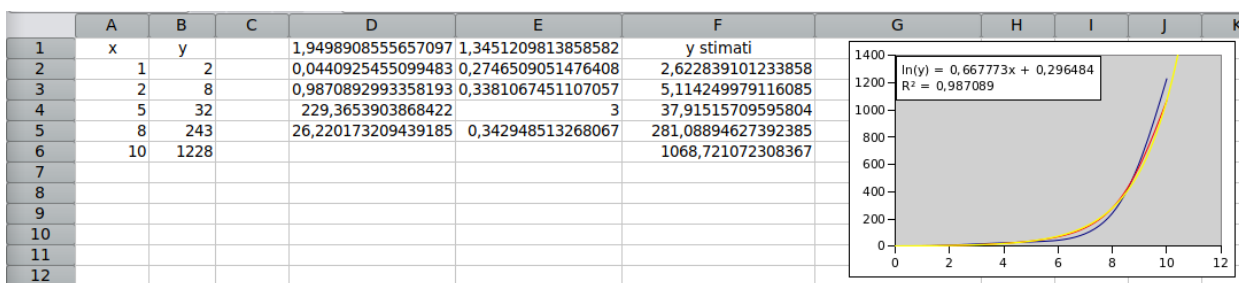 A B C D E F G H I J K
1 x y 1,9498908555657097 1,3451209813858582 y stimati
2 1 2 0,0440925455099483 0,2746509051476408 2,622839101233858
3 2 8 0,9870892993358193 0,3381067451107057 5,114249979116085
4 5 32 229,3653903868422 3 37,91515709595804
5 8 243 26,220173209439185 0,342948513268067 281,08894627392385
6 10 1228 1068,721072308367
7
8
9
10
11
12
1400
ln(y) = 0,667773x + 0,296484
1200
R² = 0,987089
1000
800
600
400
200
0
0 2 4 6 8 10 12